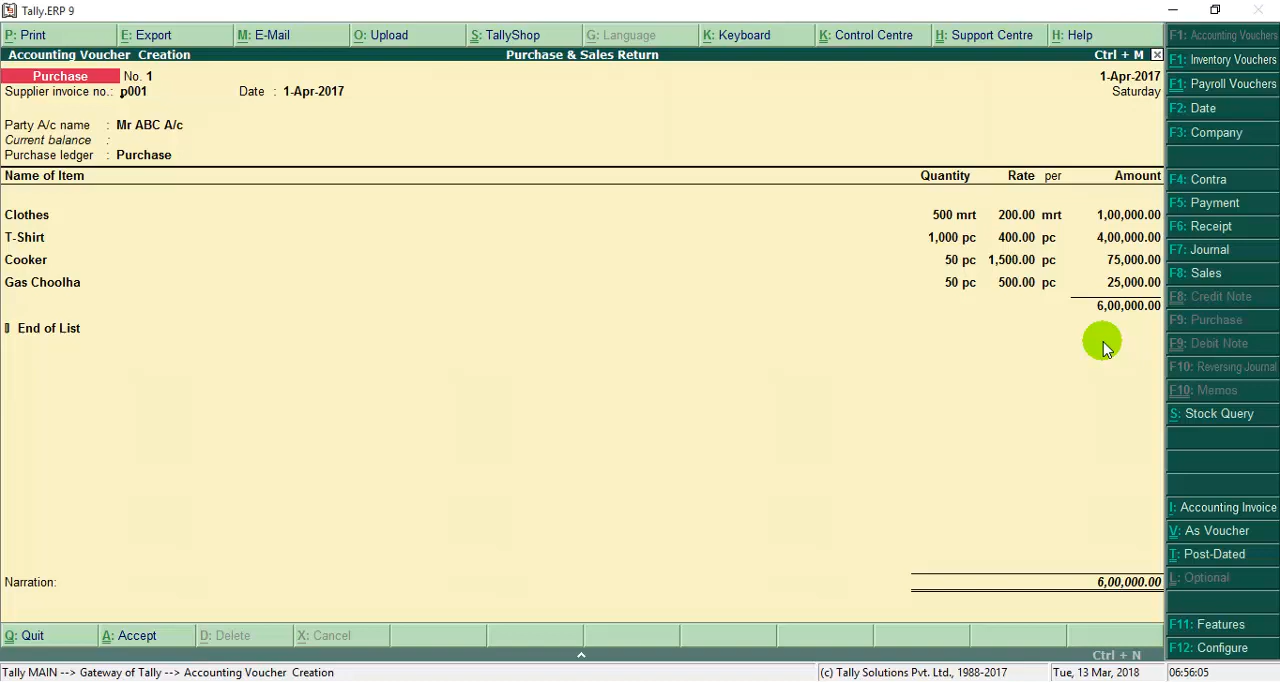 Tally.ERP 9
P: Print E: Export M: E-Mail O: Upload S: TallyShop G: Language K: Keyboard K: Control Centre H: Support Centre H: Help
Accounting Voucher Creation Purchase & Sales Return Ctrl + M
Purchase No. 1 1-Apr-2017
Supplier invoice no.: p001 Date : 1-Apr-2017 Saturday
Party A/c name : Mr ABC A/c
Current balance :
Purchase ledger : Purchase
Name of Item Quantity Rate per Amount
Clothes 500 mrt 200.00 mrt 1,00,000.00
T-Shirt 1,000 pc 400.00 pc 4,00,000.00
Cooker 50 pc 1,500.00 pc 75,000.00
Gas Choolha 50 pc 500.00 pc 25,000.00
6,00,000.00
End of List
Narration: 6,00,000.00
Q: Quit A: Accept D: Delete X: Cancel
Ctrl + N
F1: Accounting Vouchers
F1: Inventory Vouchers
F1: Payroll Vouchers
F2: Date
F3: Company
F4: Contra
F5: Payment
F6: Receipt
F7: Journal
F8: Sales
F8: Credit Note
F9: Purchase
F9: Debit Note
F10: Reversing Journal
F10: Memos
S: Stock Query
I: Accounting Invoice
V: As Voucher
T: Post-Dated
L: Optional
F11: Features
F12: Configure
Tally MAIN --> Gateway of Tally --> Accounting Voucher Creation (c) Tally Solutions Pvt. Ltd., 1988-2017 Tue, 13 Mar, 2018 06:56:05